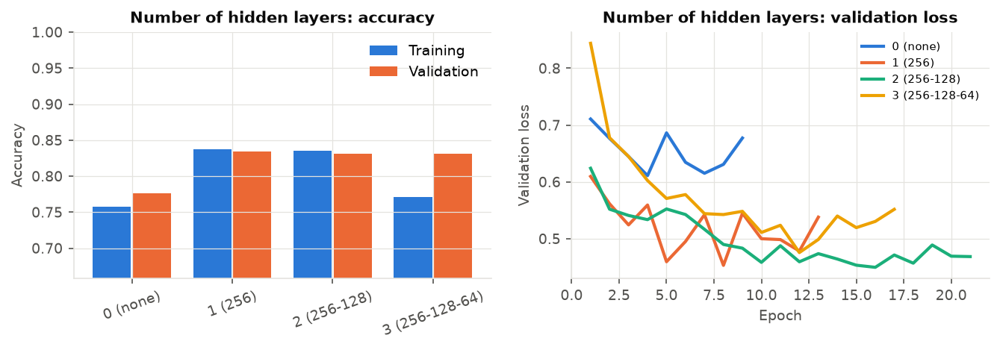 Number of hidden layers: accuracy
Accuracy
1.00
0.95
0.90
0.85
0.80
0.75
0.70
Training
Validation
0 (none)
1 (256)
2 (256-128)
3 (256-128-64)
Number of hidden layers: validation loss
Validation loss
0.8
0.7
0.6
0.5
0 (none)
1 (256)
2 (256-128)
3 (256-128-64)
0.0 2.5 5.0 7.5 10.0 12.5 15.0 17.5 20.0
Epoch